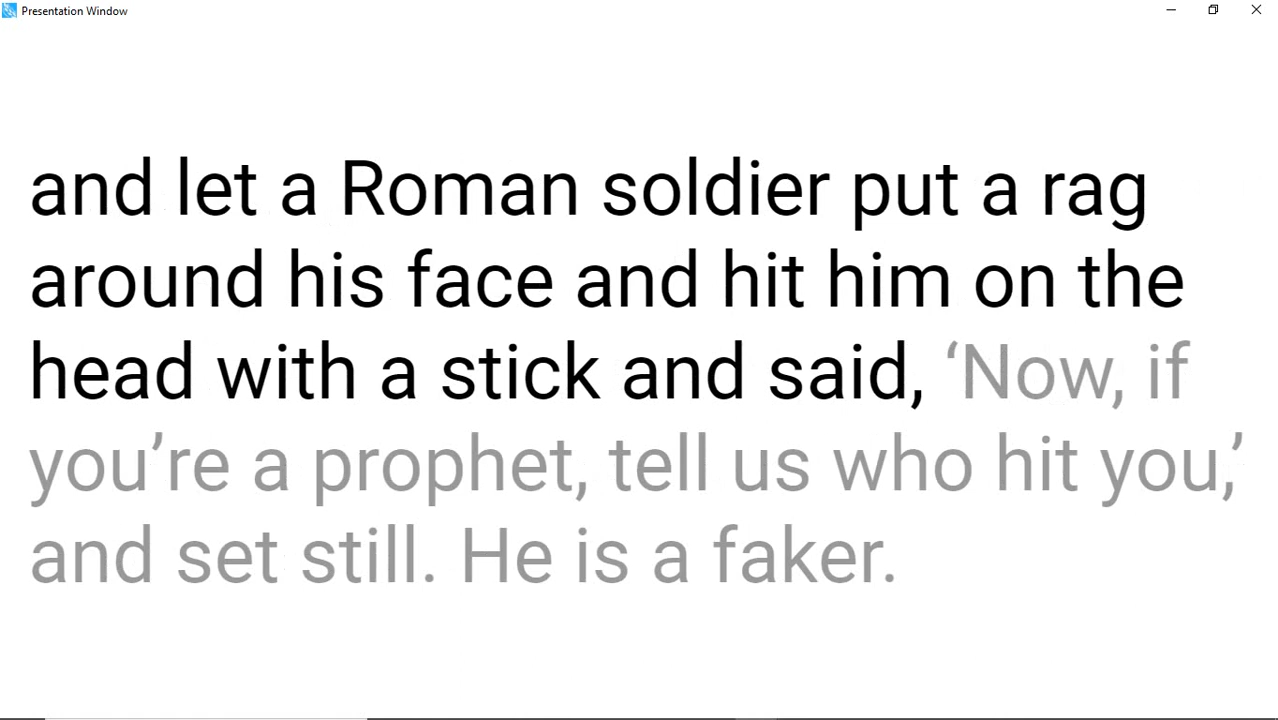 Presentation Window
and let a Roman soldier put a rag
around his face and hit him on the
head with a stick and said, ‘Now, if
you’re a prophet, tell us who hit you,’
and set still. He is a faker.